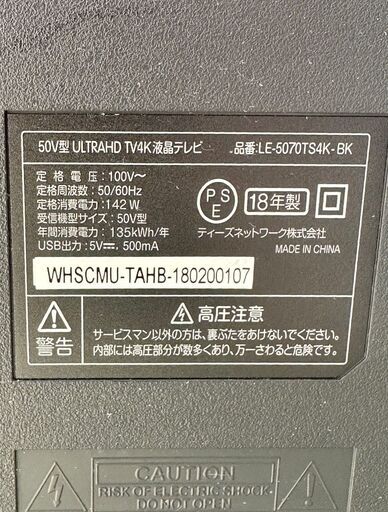 50V型 ULTRAHD TV4K液晶テレビ 品番:LE-5070TS4K-BK
定格電圧:100V~
定格周波数:50/60Hz
定格消費電力:142W
受信機型サイズ:50V型
年間消費電力量:135kWh/年
USB出力:5V⎓500mA
PSE
18年製
ティーズネットワーク株式会社
MADE IN CHINA
WHSCMU-TAHB-180200107
警告
高圧注意
サービスマン以外の方は、裏ぶたをあけないでください。
内部には高圧部分が数多くあり、万一さわると危険です。
CAUTION
RISK OF ELECTRIC SHOCK-
DO NOT OPEN